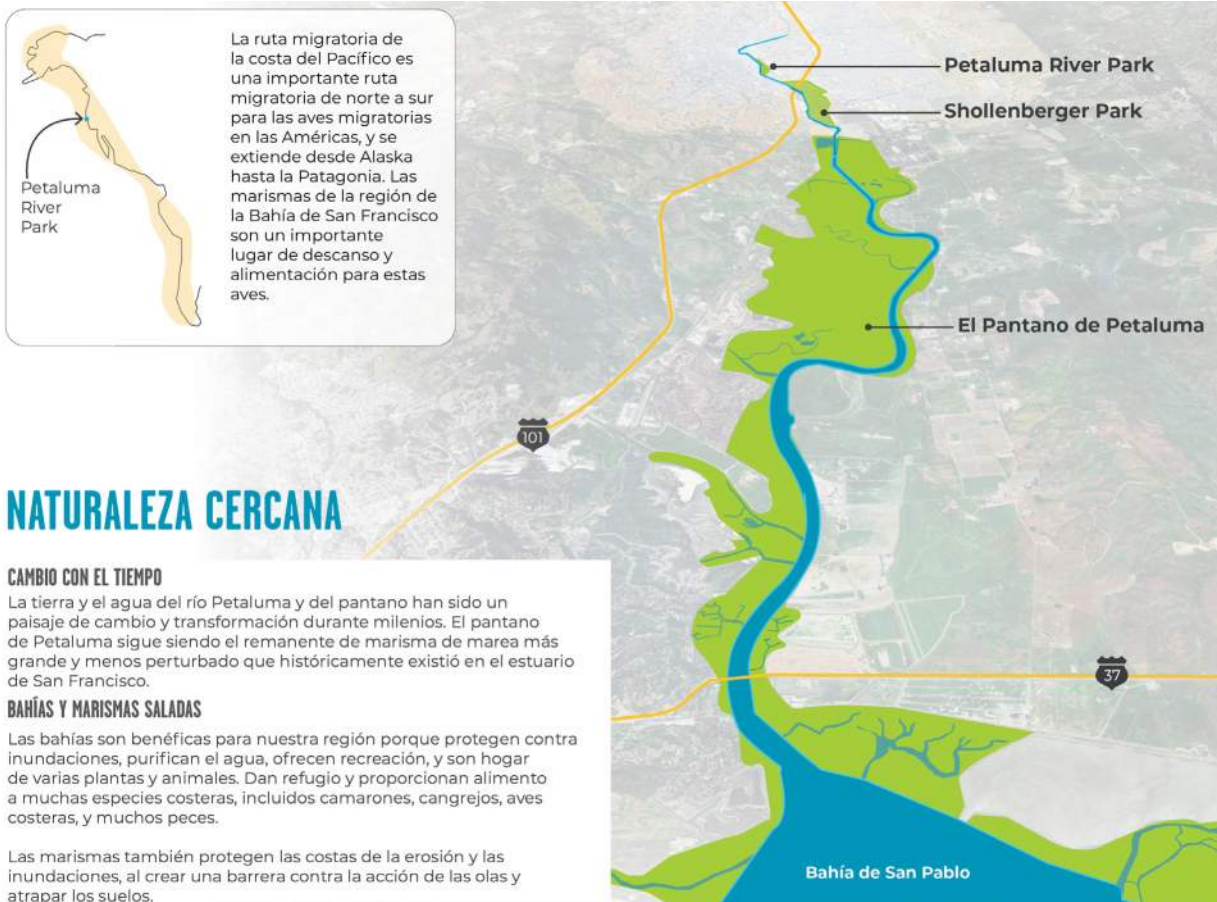 La ruta migratoria de
la costa del Pacífico es
una importante ruta
migratoria de norte a sur
para las aves migratorias
en las Américas, y se
extiende desde Alaska
hasta la Patagonia. Las
marismas de la región de
la Bahía de San Francisco
son un importante
lugar de descanso y
alimentación para estas
aves.
Petaluma
River
Park
Petaluma River Park
Shollenberger Park
El Pantano de Petaluma
101
37
Bahía de San Pablo
NATURALEZA CERCANA
CAMBIO CON EL TIEMPO
La tierra y el agua del río Petaluma y del pantano han sido un
paisaje de cambio y transformación durante milenios. El pantano
de Petaluma sigue siendo el remanente de marisma de marea más
grande y menos perturbado que históricamente existió en el estuario
de San Francisco.
BAHÍAS Y MARISMAS SALADAS
Las bahías son benéficas para nuestra región porque protegen contra
inundaciones, purifican el agua, ofrecen recreación, y son hogar
de varias plantas y animales. Dan refugio y proporcionan alimento
a muchas especies costeras, incluidos camarones, cangrejos, aves
costeras, y muchos peces.
Las marismas también protegen las costas de la erosión y las
inundaciones, al crear una barrera contra la acción de las olas y
atrapar los suelos.